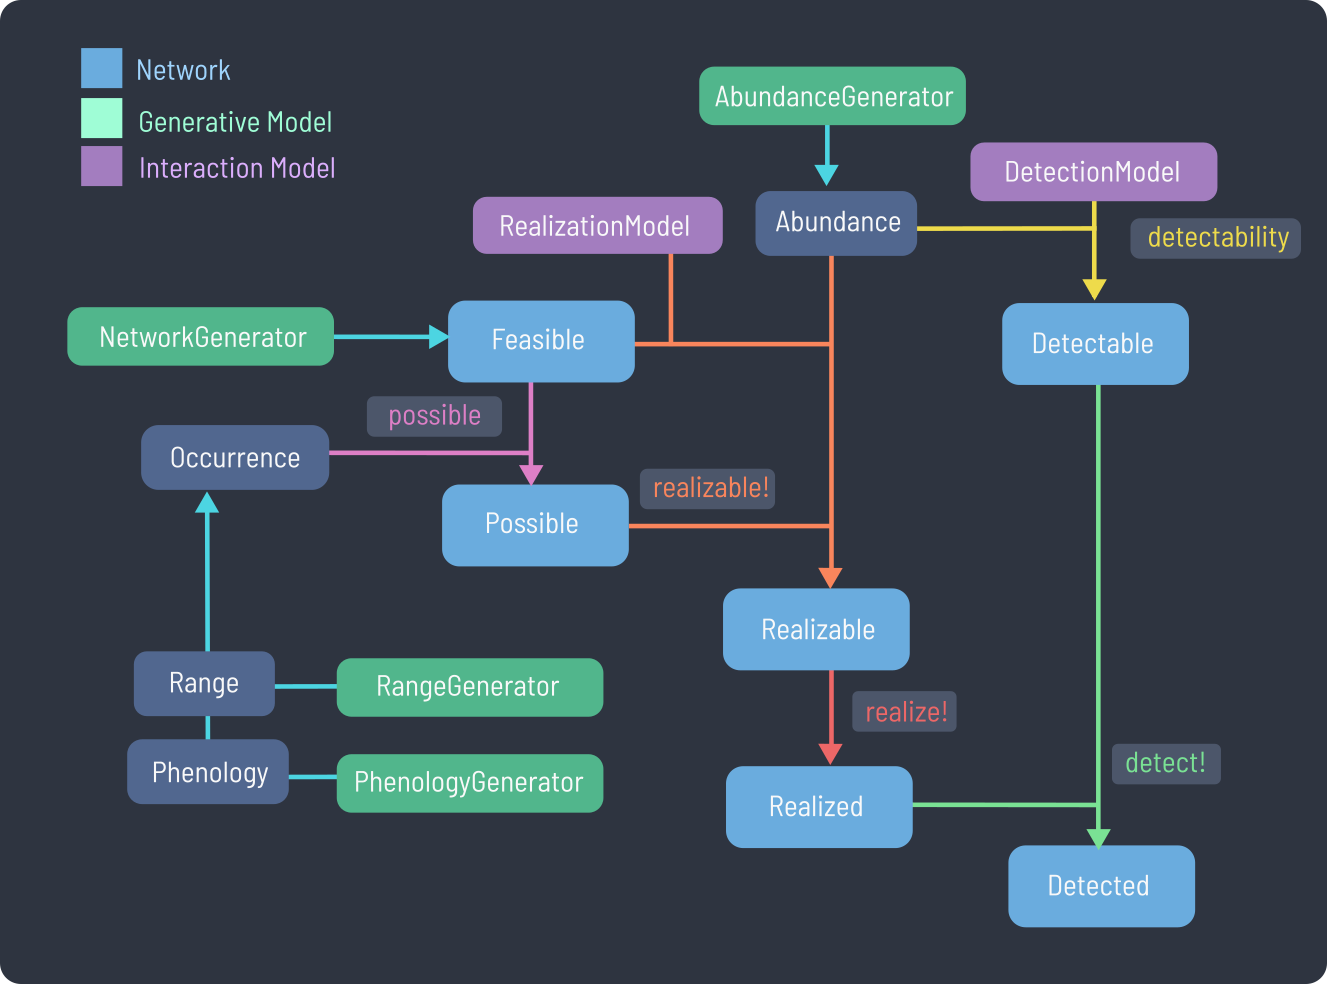 Network
Generative Model
Interaction Model
AbundanceGenerator
DetectionModel
RealizationModel
Abundance
detectability
NetworkGenerator
Feasible
Detectable
possible
Occurrence
realizable!
Possible
Realizable
Range
RangeGenerator
realize!
Phenology
PhenologyGenerator
detect!
Realized
Detected